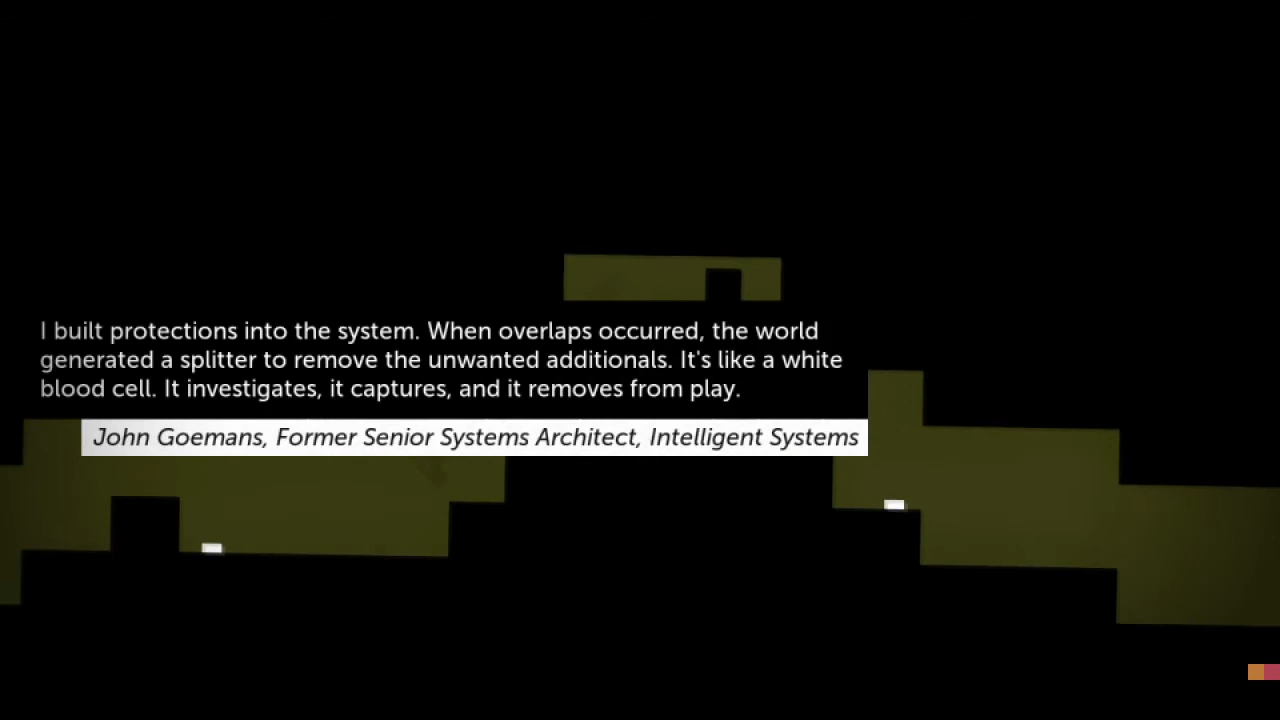 I built protections into the system. When overlaps occurred, the world
generated a splitter to remove the unwanted additionals. It's like a white
blood cell. It investigates, it captures, and it removes from play.
John Goemans, Former Senior Systems Architect, Intelligent Systems